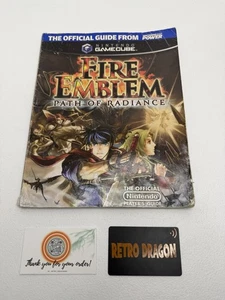 THE OFFICIAL GUIDE FROM NINTENDO POWER
NINTENDO
GAMECUBE
FIRE
EMBLEM
PATH OF RADIANCE
THE OFFICIAL
Nintendo
PLAYER'S GUIDE
Thank you
for your order!
RETRO DRAGON